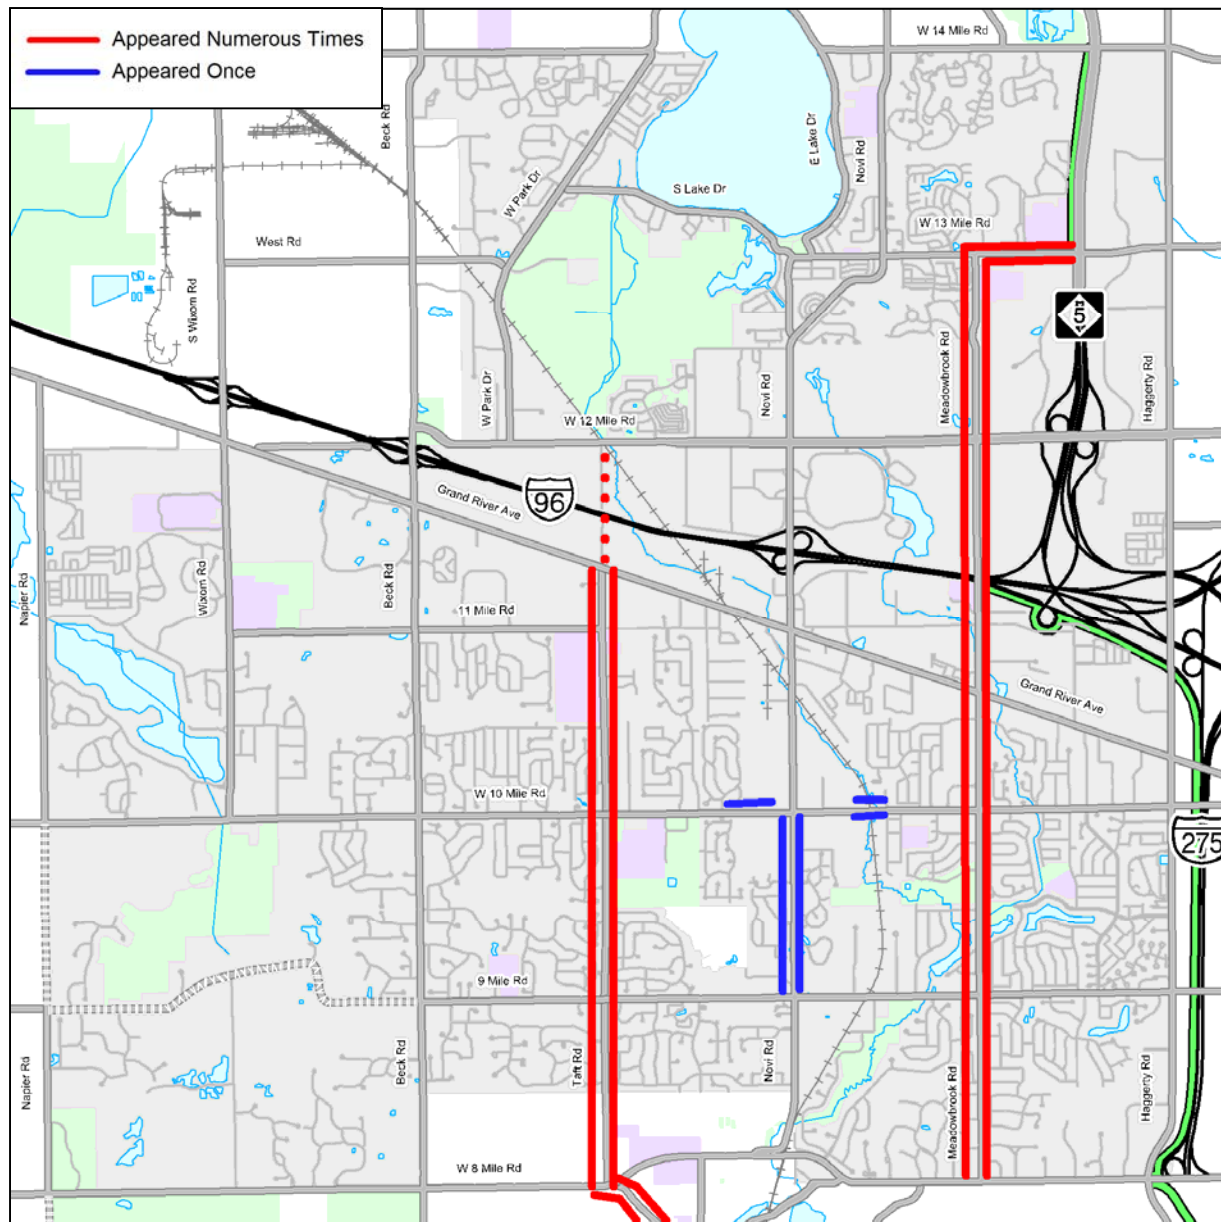 Appeared Numerous Times
Appeared Once
W 14 Mile Rd
Beck Rd
E Lake Dr
Novi Rd
W Park Dr
S Lake Dr
W 13 Mile Rd
West Rd
S Wixom Rd
M
5
W Park Dr
Novi Rd
Meadowbrook Rd
Haggerty Rd
W 12 Mile Rd
Grand River Ave
96
Napier Rd
Wixom Rd
Beck Rd
11 Mile Rd
Grand River Ave
W 10 Mile Rd
275
9 Mile Rd
Napier Rd
Beck Rd
Taft Rd
Novi Rd
Meadowbrook Rd
Haggerty Rd
W 8 Mile Rd